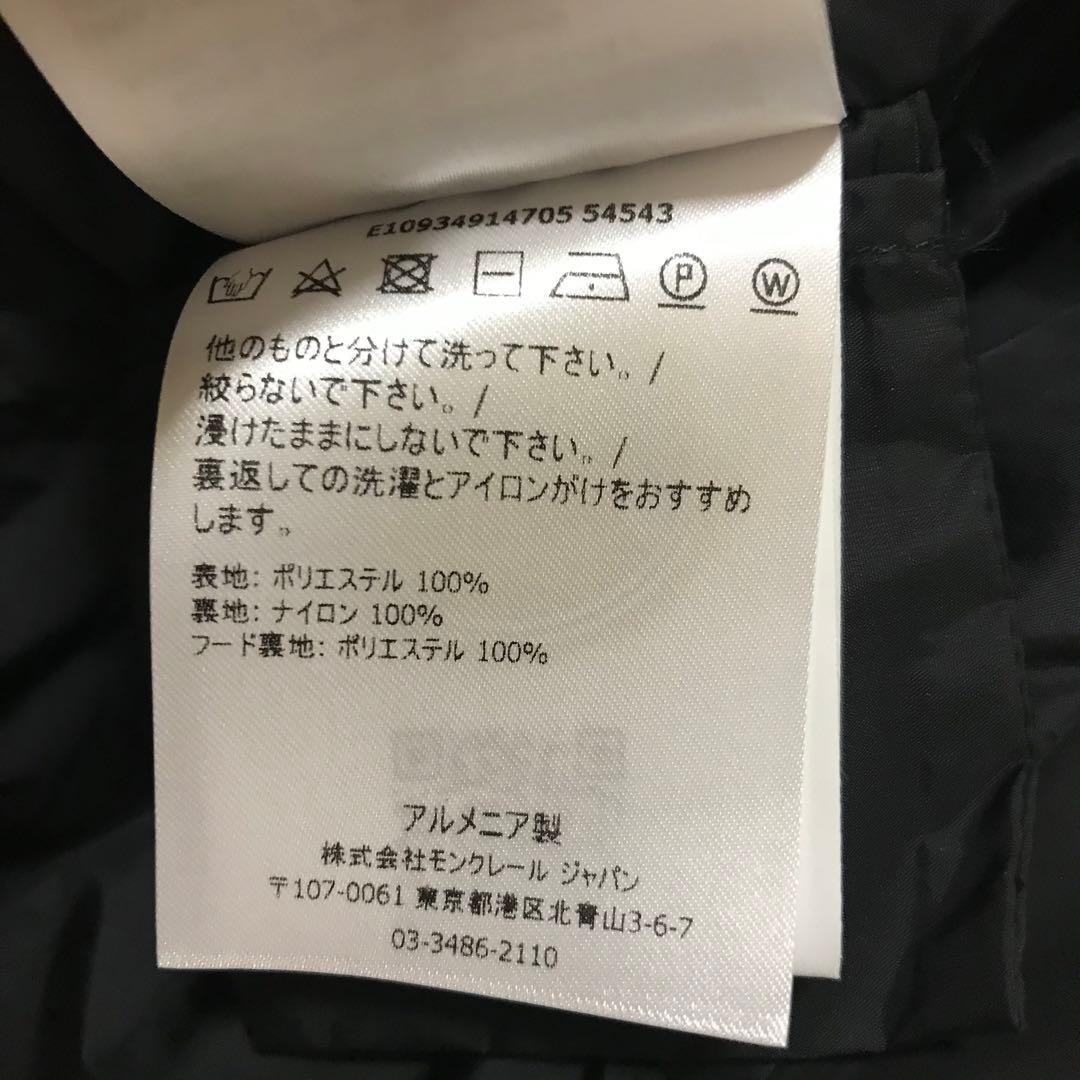 E10934914705 54543
P W
他のものと分けて洗って下さい。/
絞らないで下さい。/
浸けたままにしないで下さい。/
裏返しての洗濯とアイロンがけをおすすめ
します。
表地: ポリエステル 100%
裏地: ナイロン 100%
フード裏地: ポリエステル 100%
アルメニア製
株式会社モンクレール ジャパン
〒107-0061 東京都港区北青山3-6-7
03-3486-2110